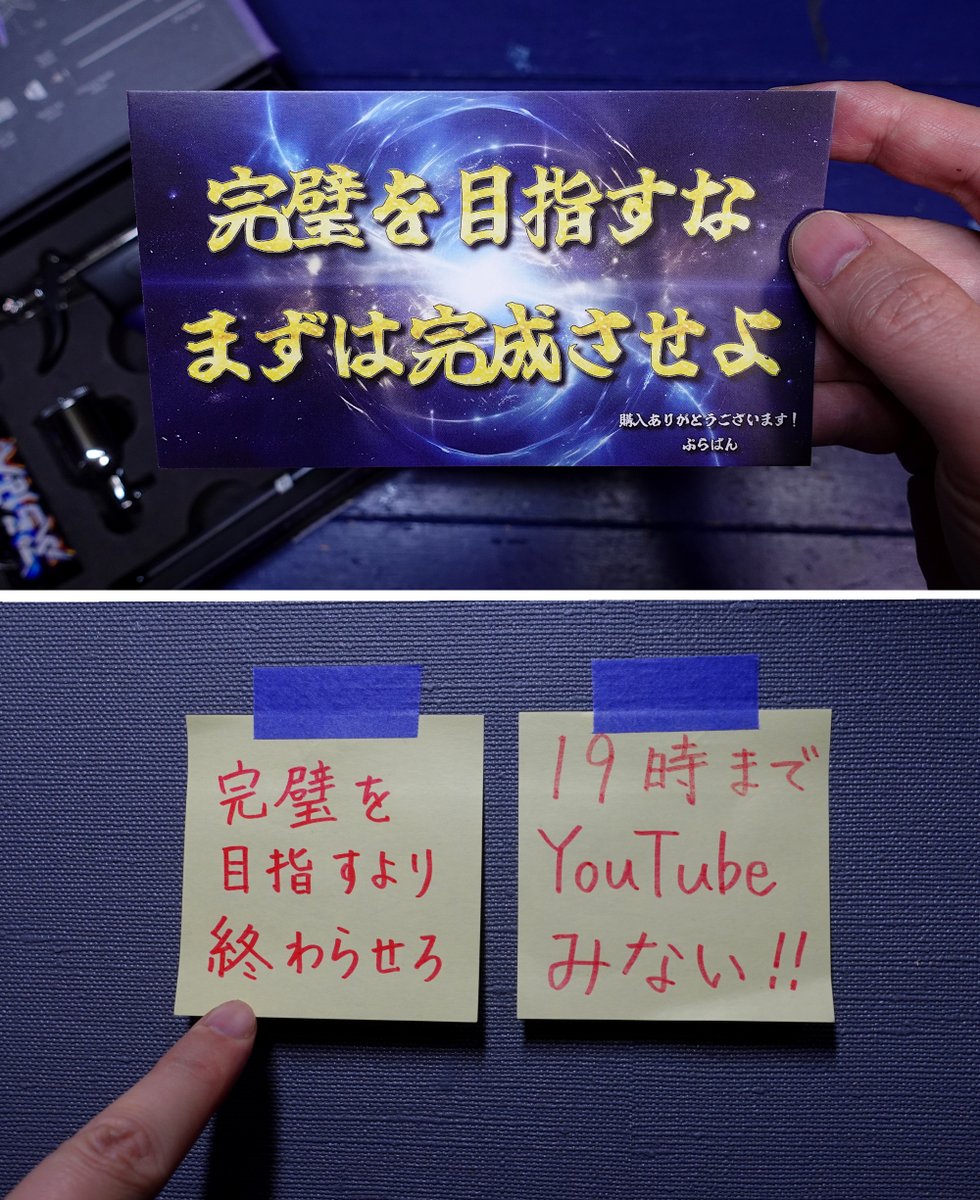 完璧を目指すな
まずは完成させよ
購入ありがとうございます!
ぷらばん
完璧を
目指すより
終わらせろ
19時まで
YouTube
みない!!